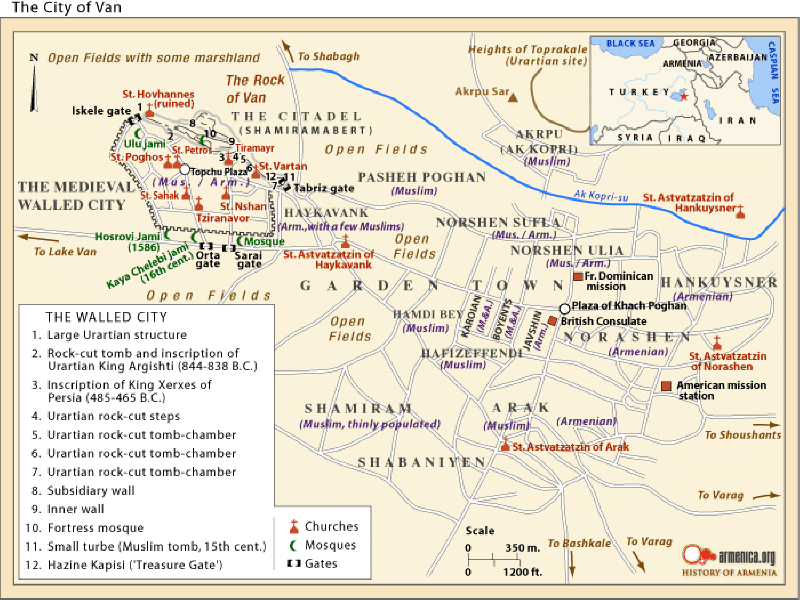 The City of Van
N
Open Fields with some marshland
To Shabagh
Heights of Toprakale
(Urartian site)
BLACK SEA
GEORGIA
ARMENIA
AZERBAIJAN
CASPIAN SEA
TURKEY
IRAN
SYRIA
IRAQ
St. Hovhannes
(ruined)
The Rock
of Van
Akrpu Sar
Iskele gate
1
2
8
10
9
THE CITADEL
(SHAMIRAMABERT)
AKRPU
(AK KOPRI)
(Muslim)
Ulu Jami
St. Petros
Tiramayr
Open Fields
St. Poghos
3
4
5
6
St. Vartan
Topchu Plaza
12
11
7
Tabriz gate
PASHEH POGHAN
(Muslim)
THE MEDIEVAL
WALLED CITY
(Mus. / Arm.)
St. Sahak
St. Nshan
Tziranavor
Ak Kopri-su
St. Astvatzatzin of
Hankuysner
HAYKAVANK
(Arm.,with a few Muslims)
NORSHEN SUFLA
(Mus. / Arm.)
Hosrovi Jami
(1586)
Mosque
Kaya Chelebi jami
(16th cent.)
Orta
gate
Sarai
gate
To Lake Van
St. Astvatzatzin of
Haykavank
Open
Fields
NORSHEN ULIA
(Mus. / Arm.)
Fr. Dominican
mission
HANKUYSNER
(Armenian)
GARDEN TOWN
Open Fields
KAROIAN
(M.&A.)
BOYENTS
(M.&A.)
JAVSHIN
(Arm.)
Plaza of Khach Poghan
British Consulate
HAMDI BEY
(Muslim)
Open
Fields
NORASHEN
(Armenian)
HAFIZEFFENDI
(Muslim)
St. Astvatzatzin
of Norashen
American mission
station
SHAMIRAM
(Muslim, thinly populated)
ARAK
(Muslim)
(Armenian)
To Shoushants
St. Astvatzatzin of Arak
SHABANIYEN
To Varag
To Bashkale
To Varag
THE WALLED CITY
1. Large Urartian structure
2. Rock-cut tomb and inscription of
Urartian King Argishti (844-838 B.C.)
3. Inscription of King Xerxes of
Persia (485-465 B.C.)
4. Urartian rock-cut steps
5. Urartian rock-cut tomb-chamber
6. Urartian rock-cut tomb-chamber
7. Urartian rock-cut tomb-chamber
8. Subsidiary wall
9. Inner wall
10. Fortress mosque
11. Small turbe (Muslim tomb, 15th cent.)
12. Hazine Kapisi ('Treasure Gate')
Churches
Mosques
Gates
Scale
0 350 m.
0 1200 ft.
armenica.org
HISTORY OF ARMENIA